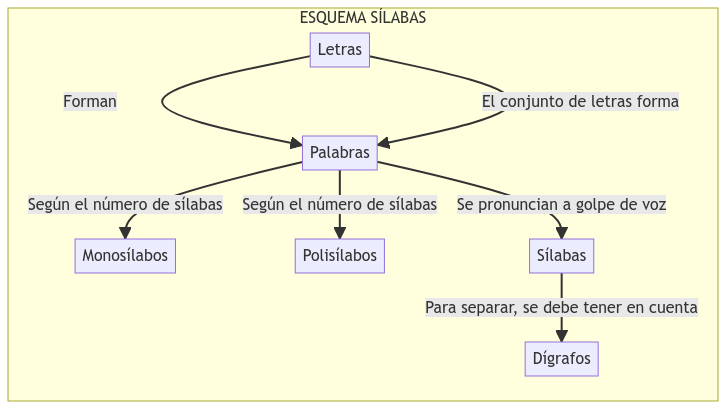 ESQUEMA SÍLABAS
Letras
Forman
El conjunto de letras forma
Palabras
Según el número de sílabas
Según el número de sílabas
Se pronuncian a golpe de voz
Monosílabos
Polisílabos
Sílabas
Para separar, se debe tener en cuenta
Dígrafos